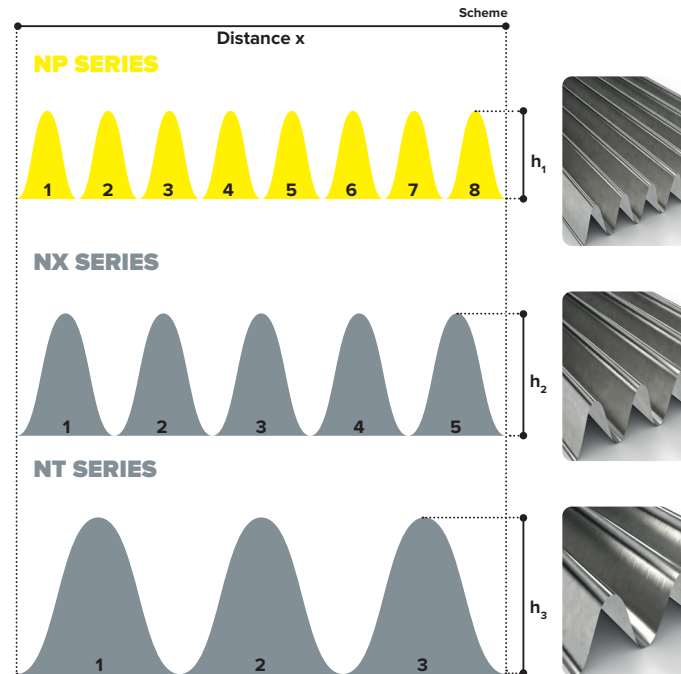 Scheme
Distance x
NP SERIES
1 2 3 4 5 6 7 8
h₁
NX SERIES
1 2 3 4 5
h₂
NT SERIES
1 2 3
h₃